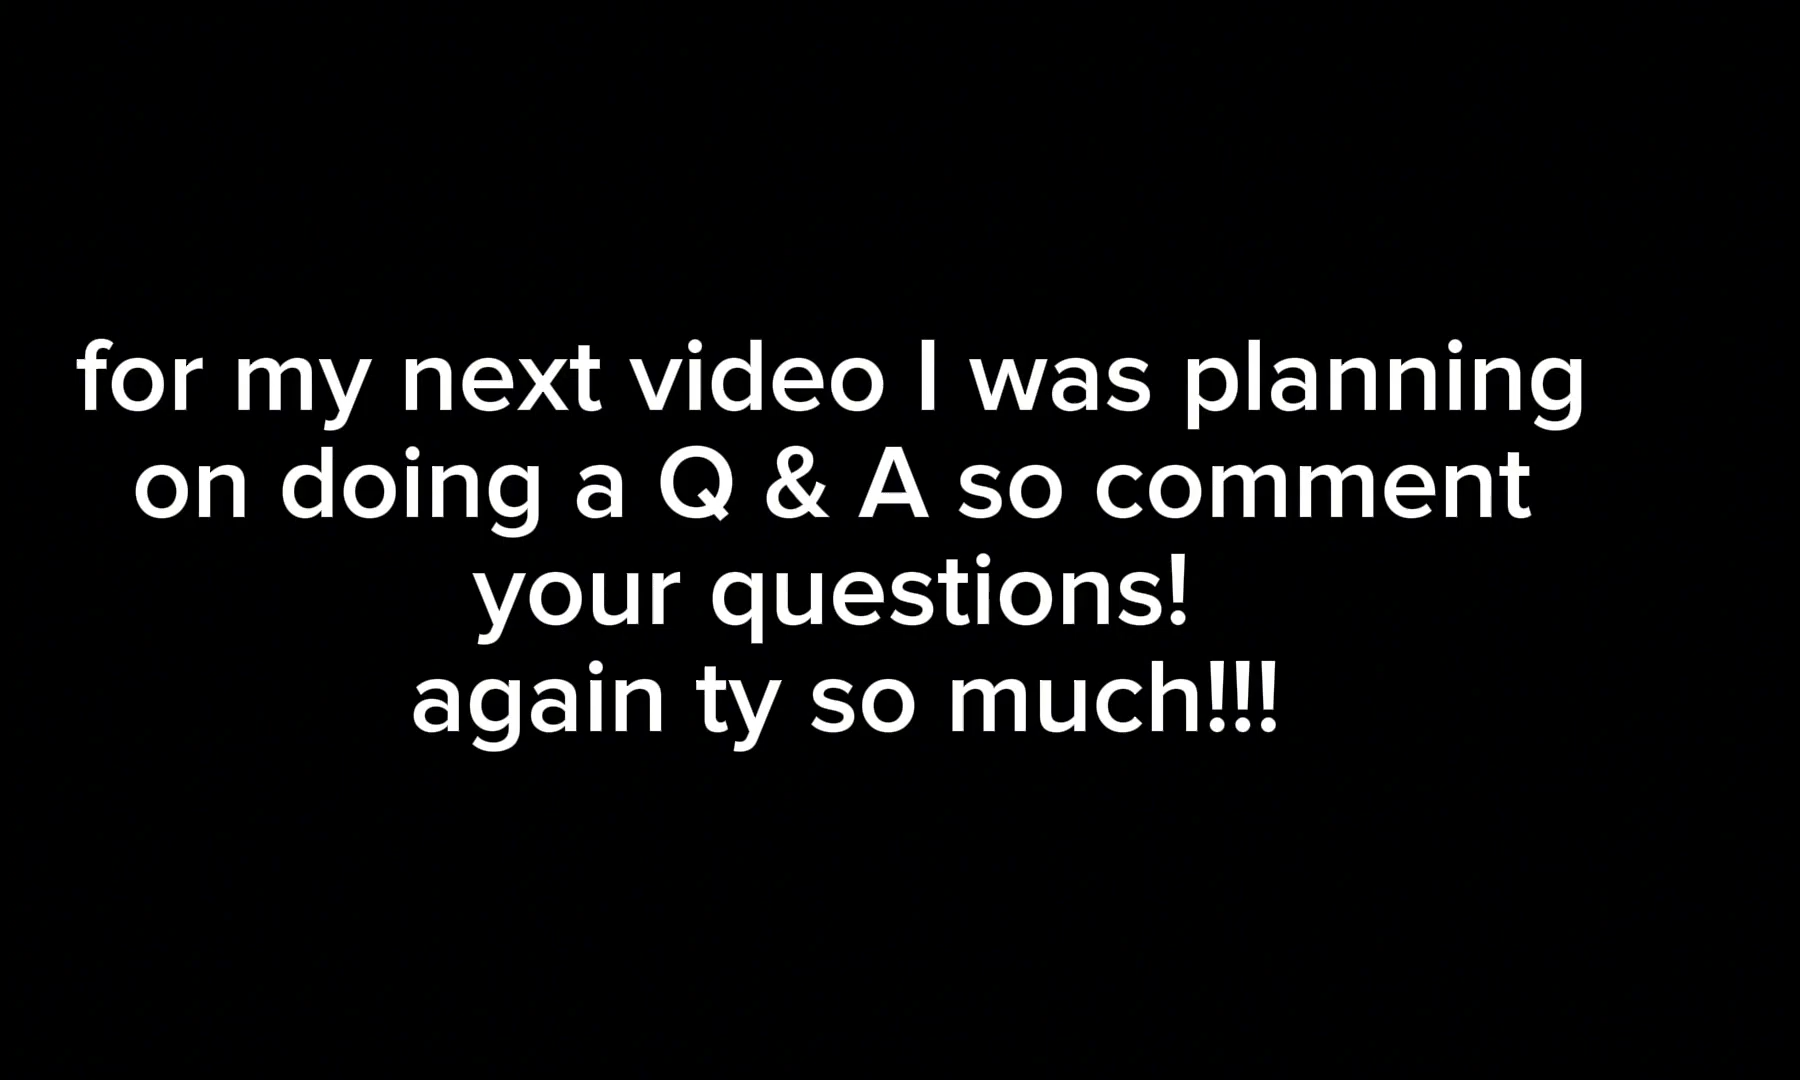 for my next video I was planning
on doing a Q & A so comment
your questions!
again ty so much!!!